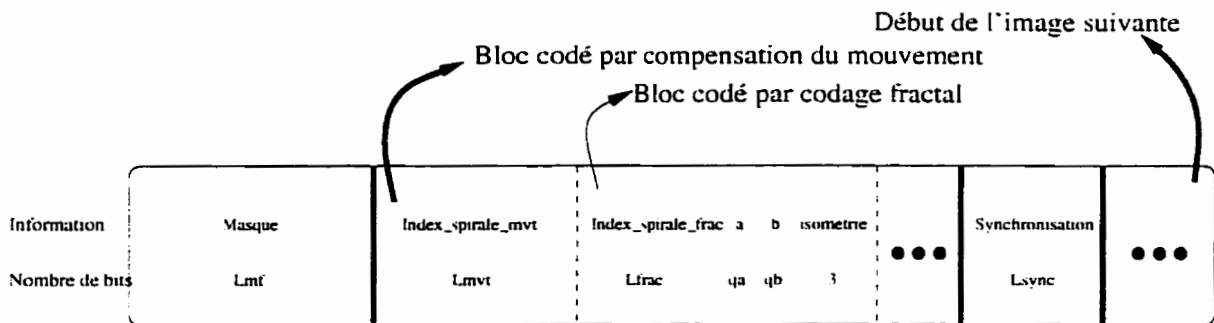 Début de l'image suivante
Bloc codé par compensation du mouvement
Bloc codé par codage fractal
Information Masque Index_spirale_mvt Index_spirale_frac a b isometrie ●●● Synchronisation ●●●
Nombre de bits Lmf Lmvt Lfrac qa qb 3 Lsync